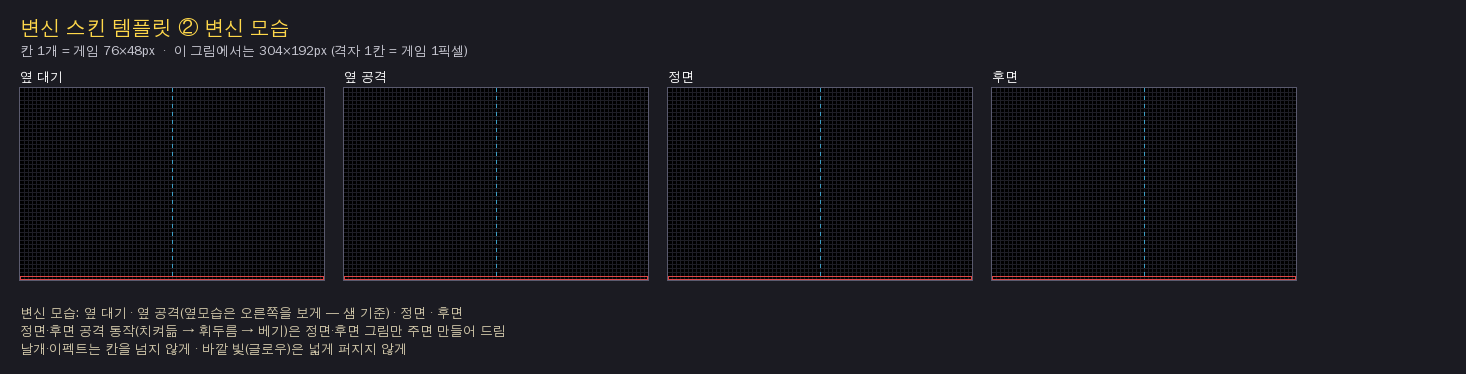 변신 스킨 템플릿 ② 변신 모습
칸 1개 = 게임 76×48px · 이 그림에서는 304×192px (격자 1칸 = 게임 1픽셀)
옆 대기 옆 공격 정면 후면
변신 모습: 옆 대기 · 옆 공격(옆모습은 오른쪽을 보게 — 샘 기준) · 정면 · 후면
정면·후면 공격 동작(치켜듦 → 휘두름 → 베기)은 정면·후면 그림만 주면 만들어 드림
날개·이펙트는 칸을 넘지 않게 · 바깥 빛(글로우)은 넓게 퍼지지 않게